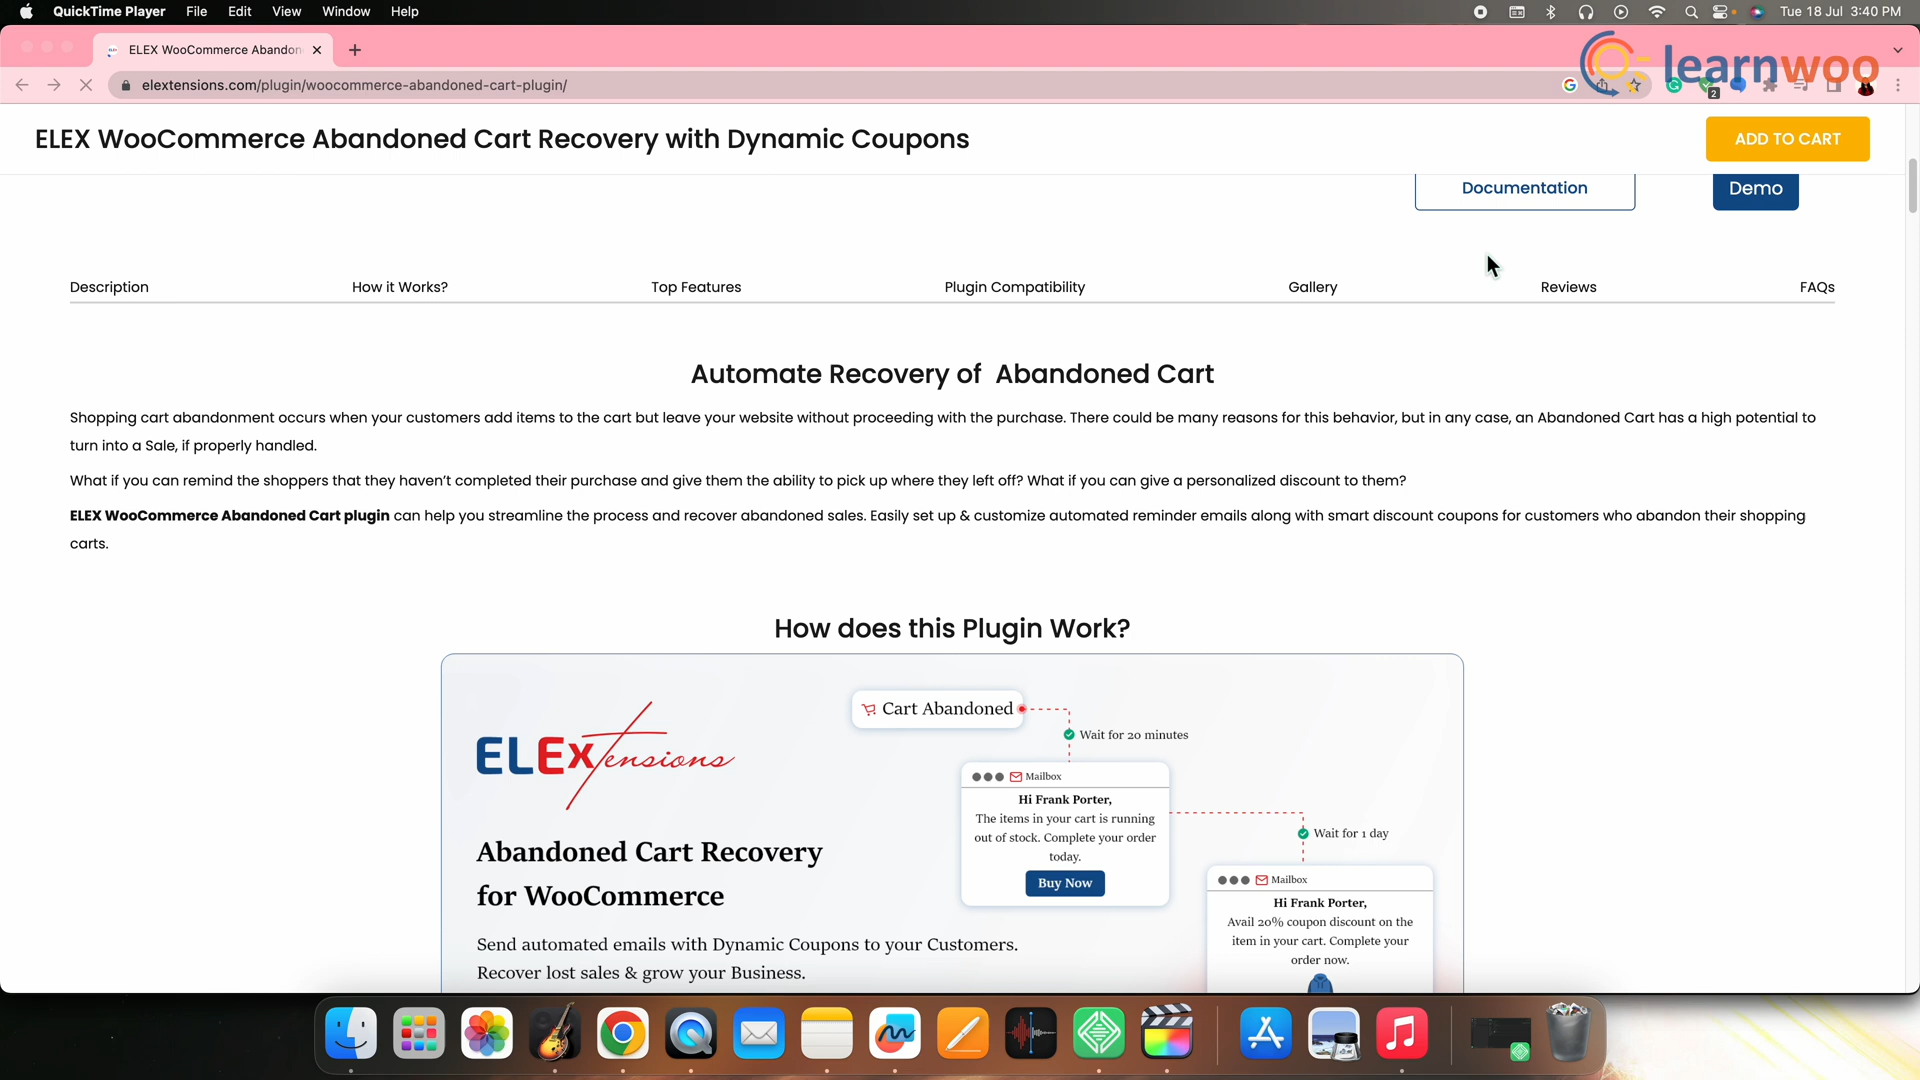 QuickTime Player File Edit View Window Help
Tue 18 Jul 3:40 PM
ELEX WooCommerce Abandon
learnwoo
elextensions.com/plugin/woocommerce-abandoned-cart-plugin/
2
ELEX WooCommerce Abandoned Cart Recovery with Dynamic Coupons
ADD TO CART
Documentation
Demo
Description
How it Works?
Top Features
Plugin Compatibility
Gallery
Reviews
FAQs
Automate Recovery of Abandoned Cart
Shopping cart abandonment occurs when your customers add items to the cart but leave your website without proceeding with the purchase. There could be many reasons for this behavior, but in any case, an Abandoned Cart has a high potential to
turn into a Sale, if properly handled.
What if you can remind the shoppers that they haven't completed their purchase and give them the ability to pick up where they left off? What if you can give a personalized discount to them?
ELEX WooCommerce Abandoned Cart plugin can help you streamline the process and recover abandoned sales. Easily set up & customize automated reminder emails along with smart discount coupons for customers who abandon their shopping
carts.
How does this Plugin Work?
ELEXtensions
Cart Abandoned
Wait for 20 minutes
Mailbox
Hi Frank Porter,
The items in your cart is running
out of stock. Complete your order
today.
Buy Now
Wait for 1 day
Mailbox
Hi Frank Porter,
Avail 20% coupon discount on the
item in your cart. Complete your
order now.
Abandoned Cart Recovery
for WooCommerce
Send automated emails with Dynamic Coupons to your Customers.
Recover lost sales & grow your Business.